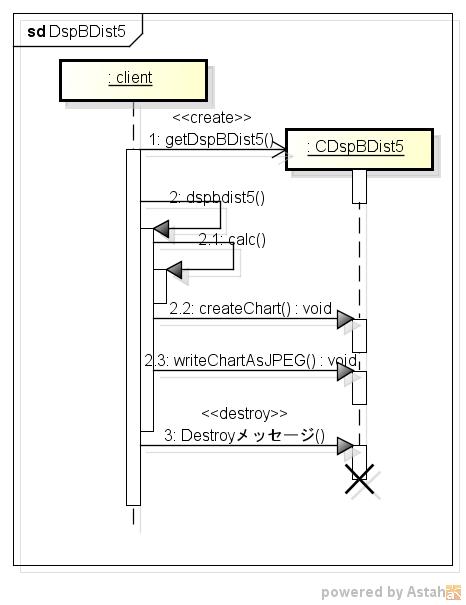 sd DspBDist5
: client
<<create>>
1: getDspBDist5()
: CDspBDist5
2: dspbdist5()
2.1: calc()
2.2: createChart() : void
2.3: writeChartAsJPEG() : void
<<destroy>>
3: Destroyメッセージ()
powered by Astah